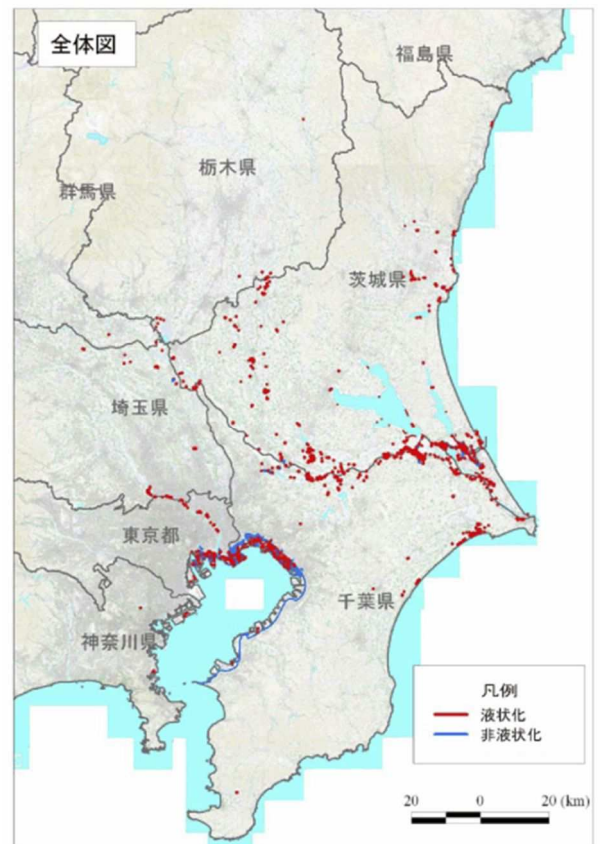 全体図
福島県
栃木県
群馬県
茨城県
埼玉県
東京都
千葉県
神奈川県
凡例
液状化
非液状化
20 0 20 (km)